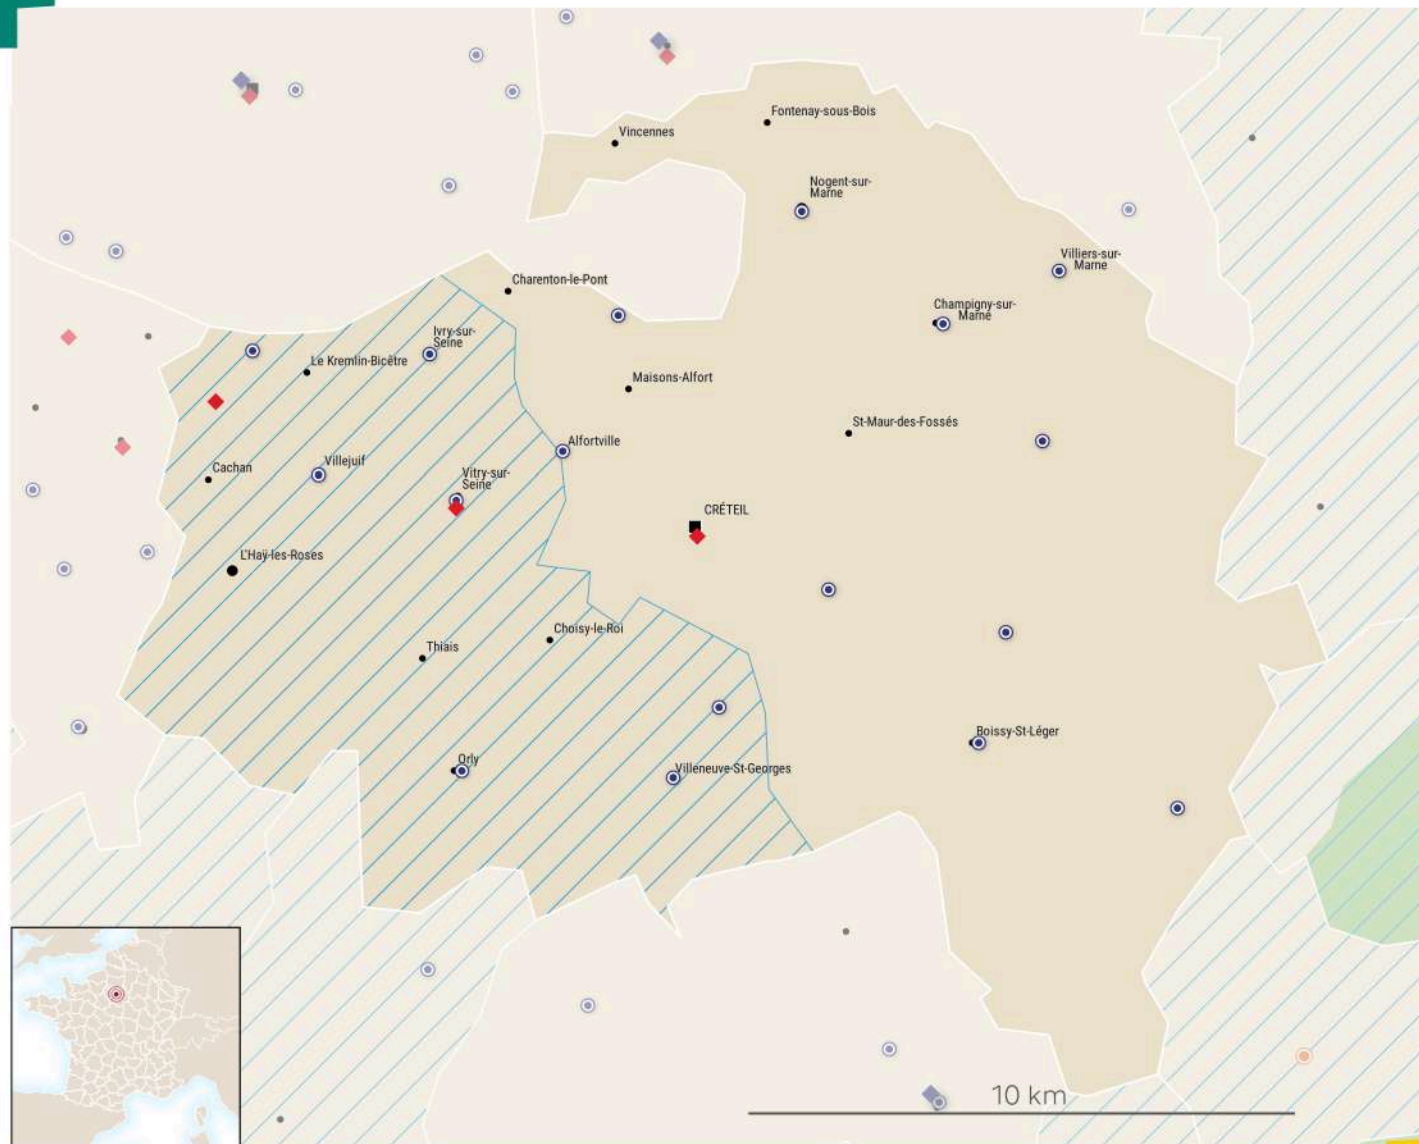 Fontenay-sous-Bois
Vincennes
Nogent-sur-
Marne
Villiers-sur-
Marne
Charenton-le-Pont
Champigny-sur-
Marne
Ivry-sur-
Seine
Le Kremlin-Bicêtre
Maisons-Alfort
St-Maur-des-Fossés
Alfortville
Cachan
Villejuif
Vitry-sur-
Seine
CRÉTEIL
L'Haÿ-les-Roses
Choisy-le-Roi
Thiais
Boissy-St-Léger
Orly
Villeneuve-St-Georges
10 km